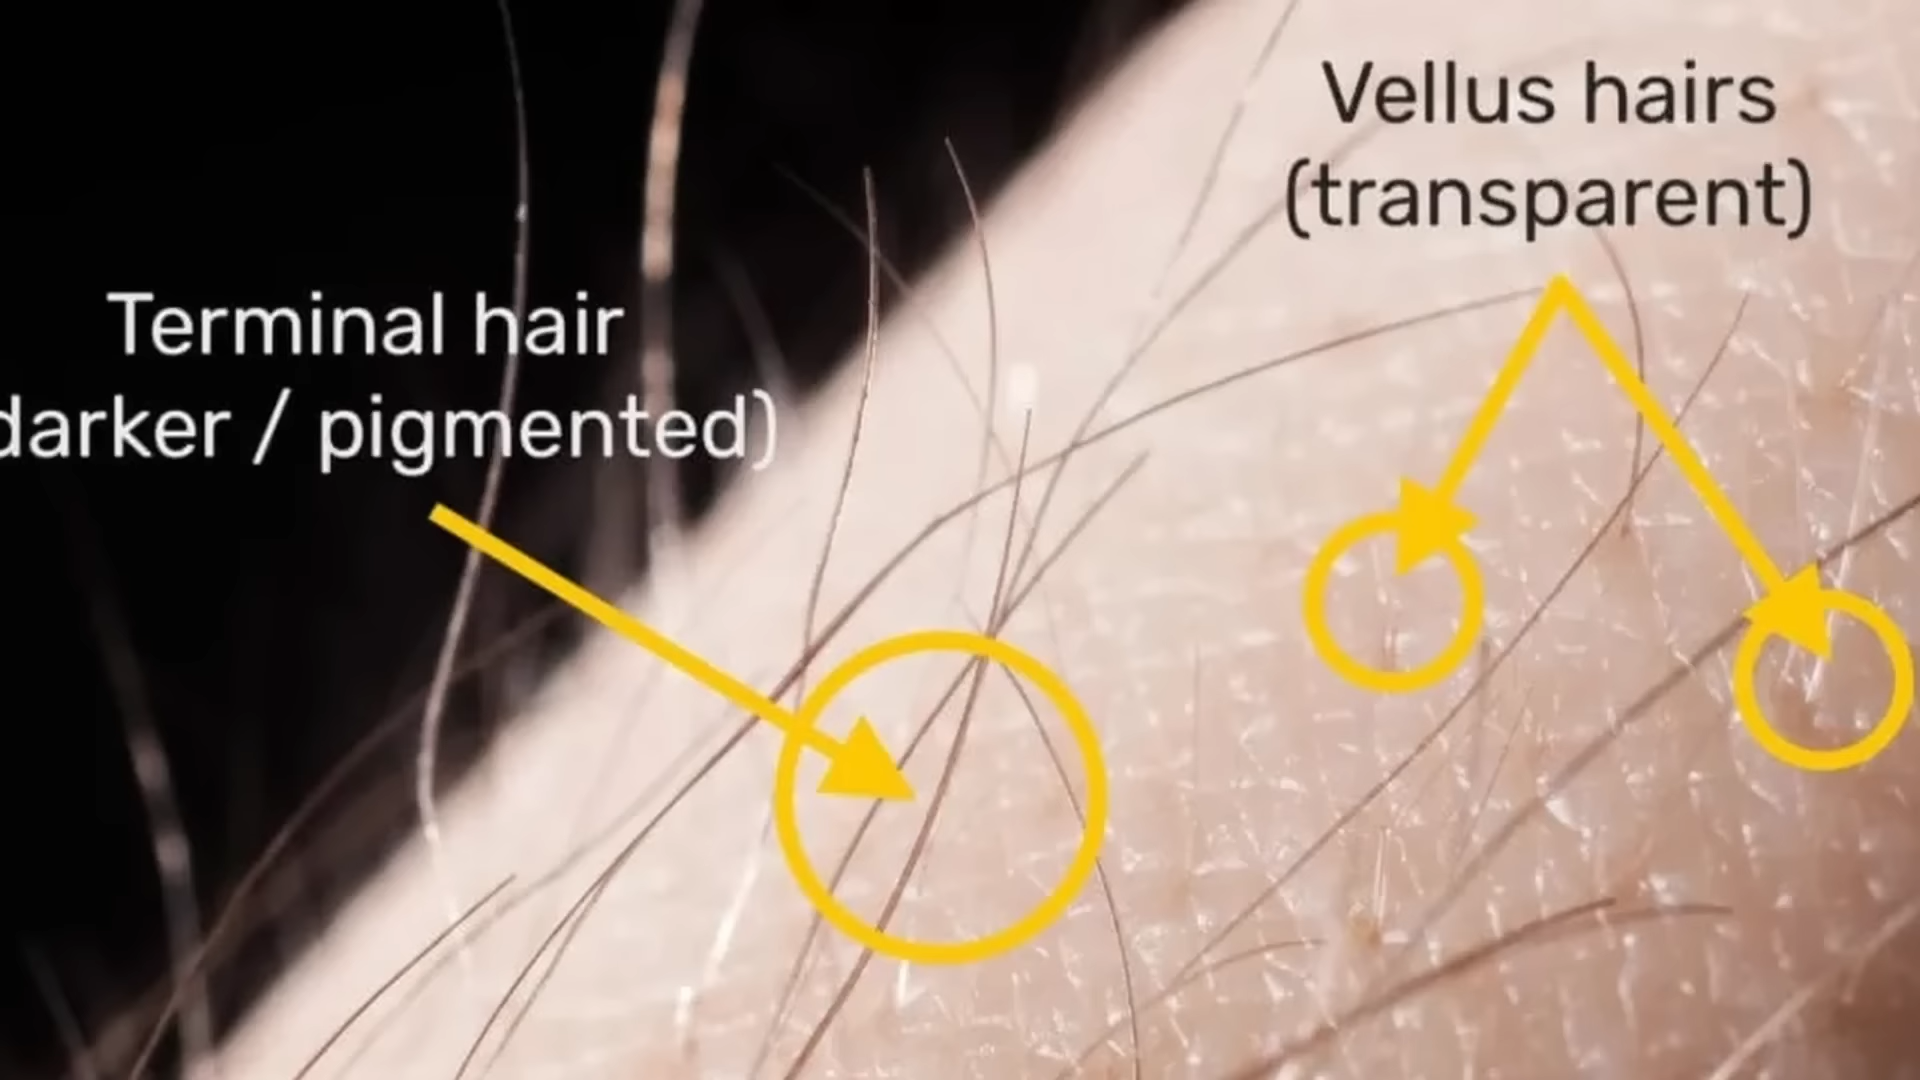 Vellus hairs
(transparent)
Terminal hair
darker / pigmented)